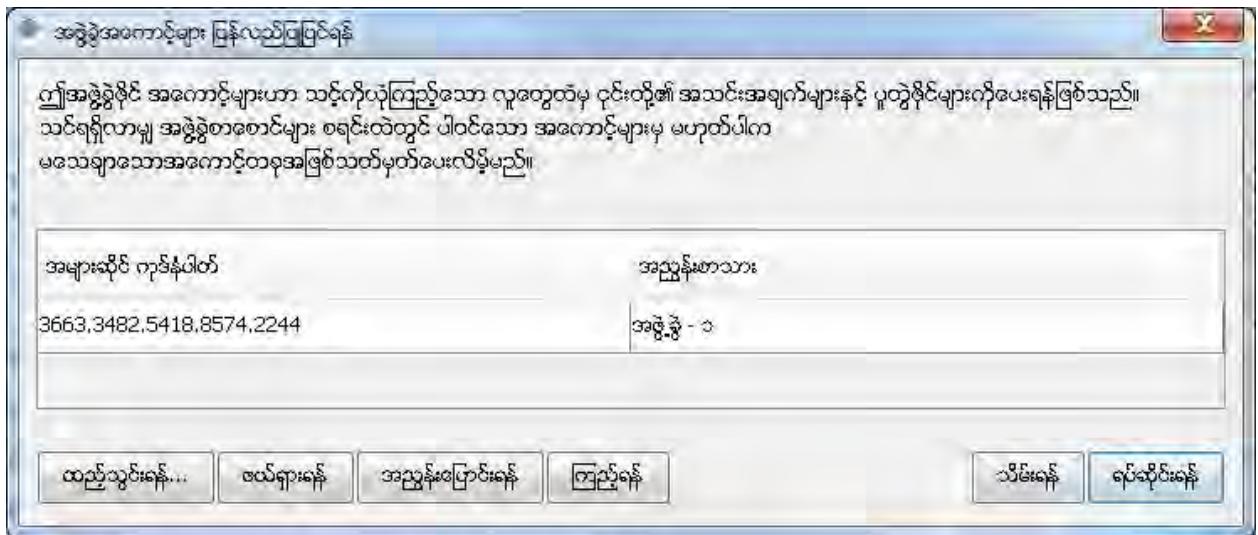 အဖွဲ့ခွဲအကောင့်များ ပြန်လည်ပြုပြင်ရန်
ဤအဖွဲ့ခွဲဖိုင် အကောင့်များဟာ သင့်ကိုယုံကြည့်သော လူတွေထံမှ ၎င်းတို့၏ အသင်းအချက်များနှင့် ပူတွဲဖိုင်များကိုပေးရန်ဖြစ်သည်။
သင်ရရှိလာမျှ အဖွဲ့ခွဲစာစောင်များ စရင်းထဲတွင် ပါဝင်သော အကောင့်များမှ မဟုတ်ပါက
မသေချာသောအကောင့်တခုအဖြစ်သတ်မှတ်ပေးလိမ့်မည်။
အများဆိုင် ကုဒ်နံပါတ် အညွှန်းစာသား
3663.3482.5418.8574.2244 အဖွဲ့ခွဲ - ၁
ထည့်သွင်းရန်... ဖယ်ရှားရန် အညွှန်းပြောင်းရန် ကြည့်ရန် သိမ်းရန် ရပ်ဆိုင်းရန်